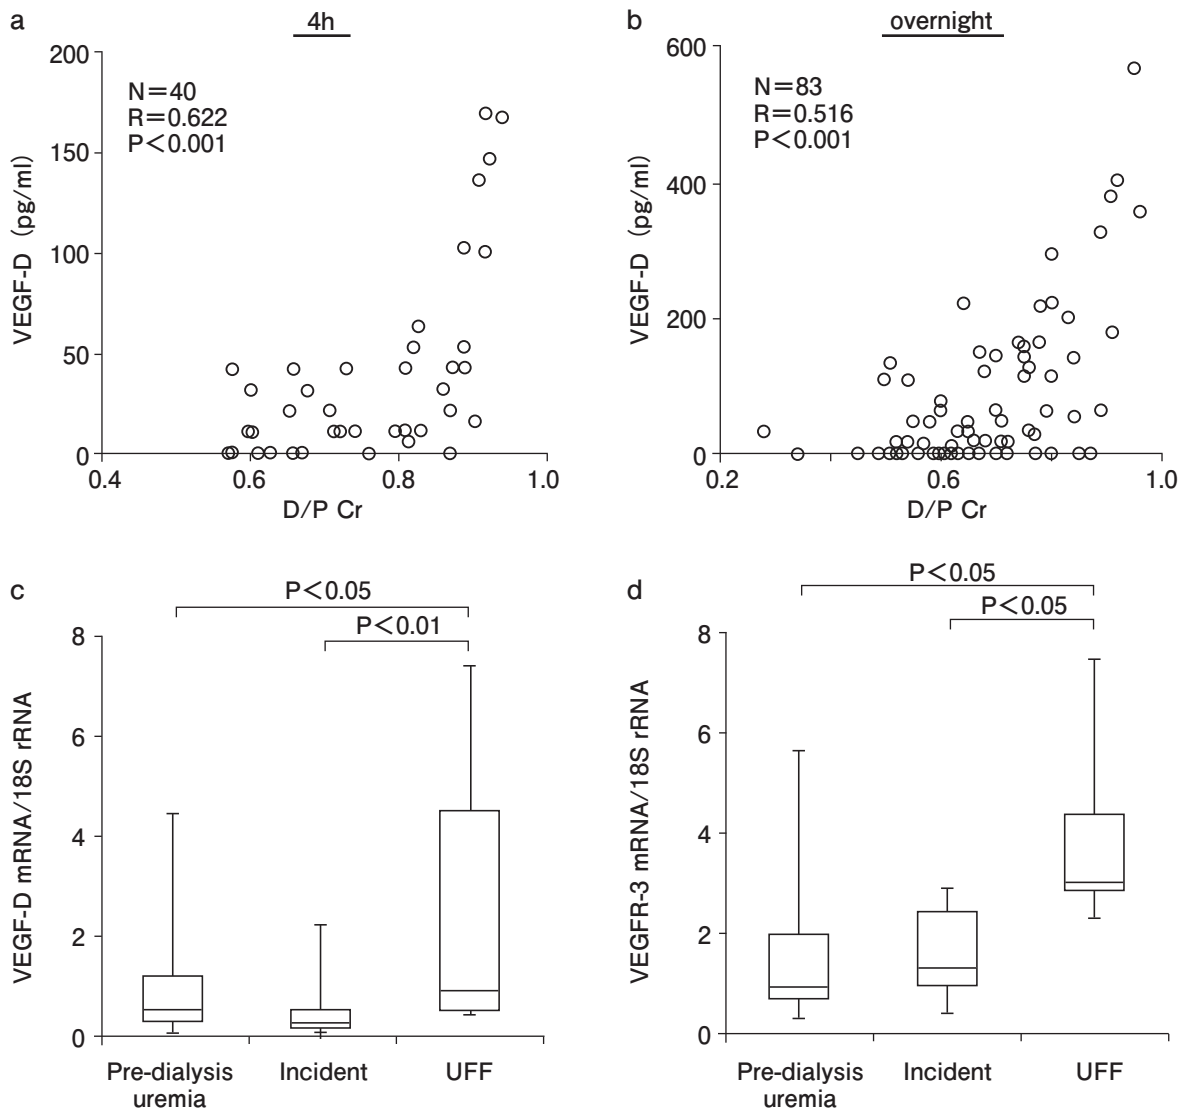 a
4h
200
150
100
50
0
VEGF-D (pg/ml)
N=40
R=0.622
P<0.001
0.4
0.6
0.8
1.0
D/P Cr
b
overnight
600
400
200
0
VEGF-D (pg/ml)
N=83
R=0.516
P<0.001
0.2
0.6
1.0
D/P Cr
c
P<0.05
P<0.01
8
6
4
2
0
VEGF-D mRNA/18S rRNA
Pre-dialysis
uremia
Incident
UFF
d
P<0.05
P<0.05
8
6
4
2
0
VEGFR-3 mRNA/18S rRNA
Pre-dialysis
uremia
Incident
UFF